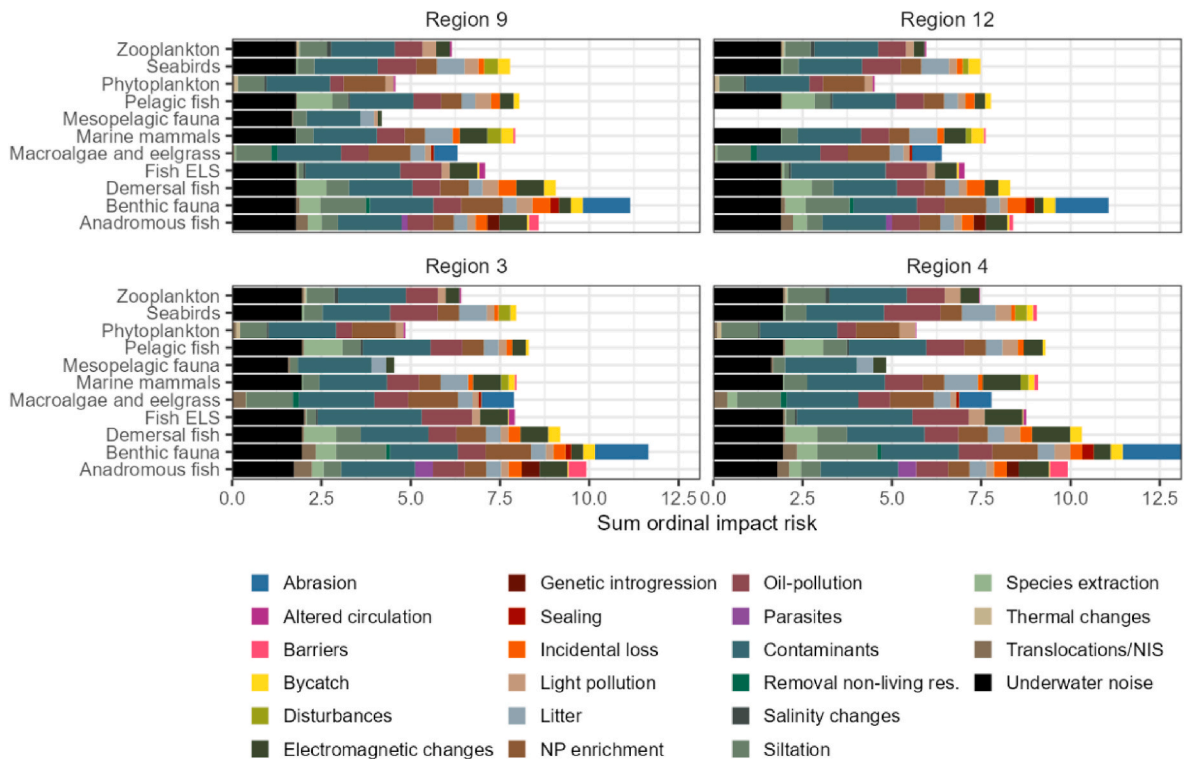 Region 9
Region 12
Zooplankton
Seabirds
Phytoplankton
Pelagic fish
Mesopelagic fauna
Marine mammals
Macroalgae and eelgrass
Fish ELS
Demersal fish
Benthic fauna
Anadromous fish
Region 3
Region 4
Zooplankton
Seabirds
Phytoplankton
Pelagic fish
Mesopelagic fauna
Marine mammals
Macroalgae and eelgrass
Fish ELS
Demersal fish
Benthic fauna
Anadromous fish
0.0 2.5 5.0 7.5 10.0 12.5 0.0 2.5 5.0 7.5 10.0 12.5
Sum ordinal impact risk
Abrasion
Altered circulation
Barriers
Bycatch
Disturbances
Electromagnetic changes
Genetic introgression
Sealing
Incidental loss
Light pollution
Litter
NP enrichment
Oil-pollution
Parasites
Contaminants
Removal non-living res.
Salinity changes
Siltation
Species extraction
Thermal changes
Translocations/NIS
Underwater noise